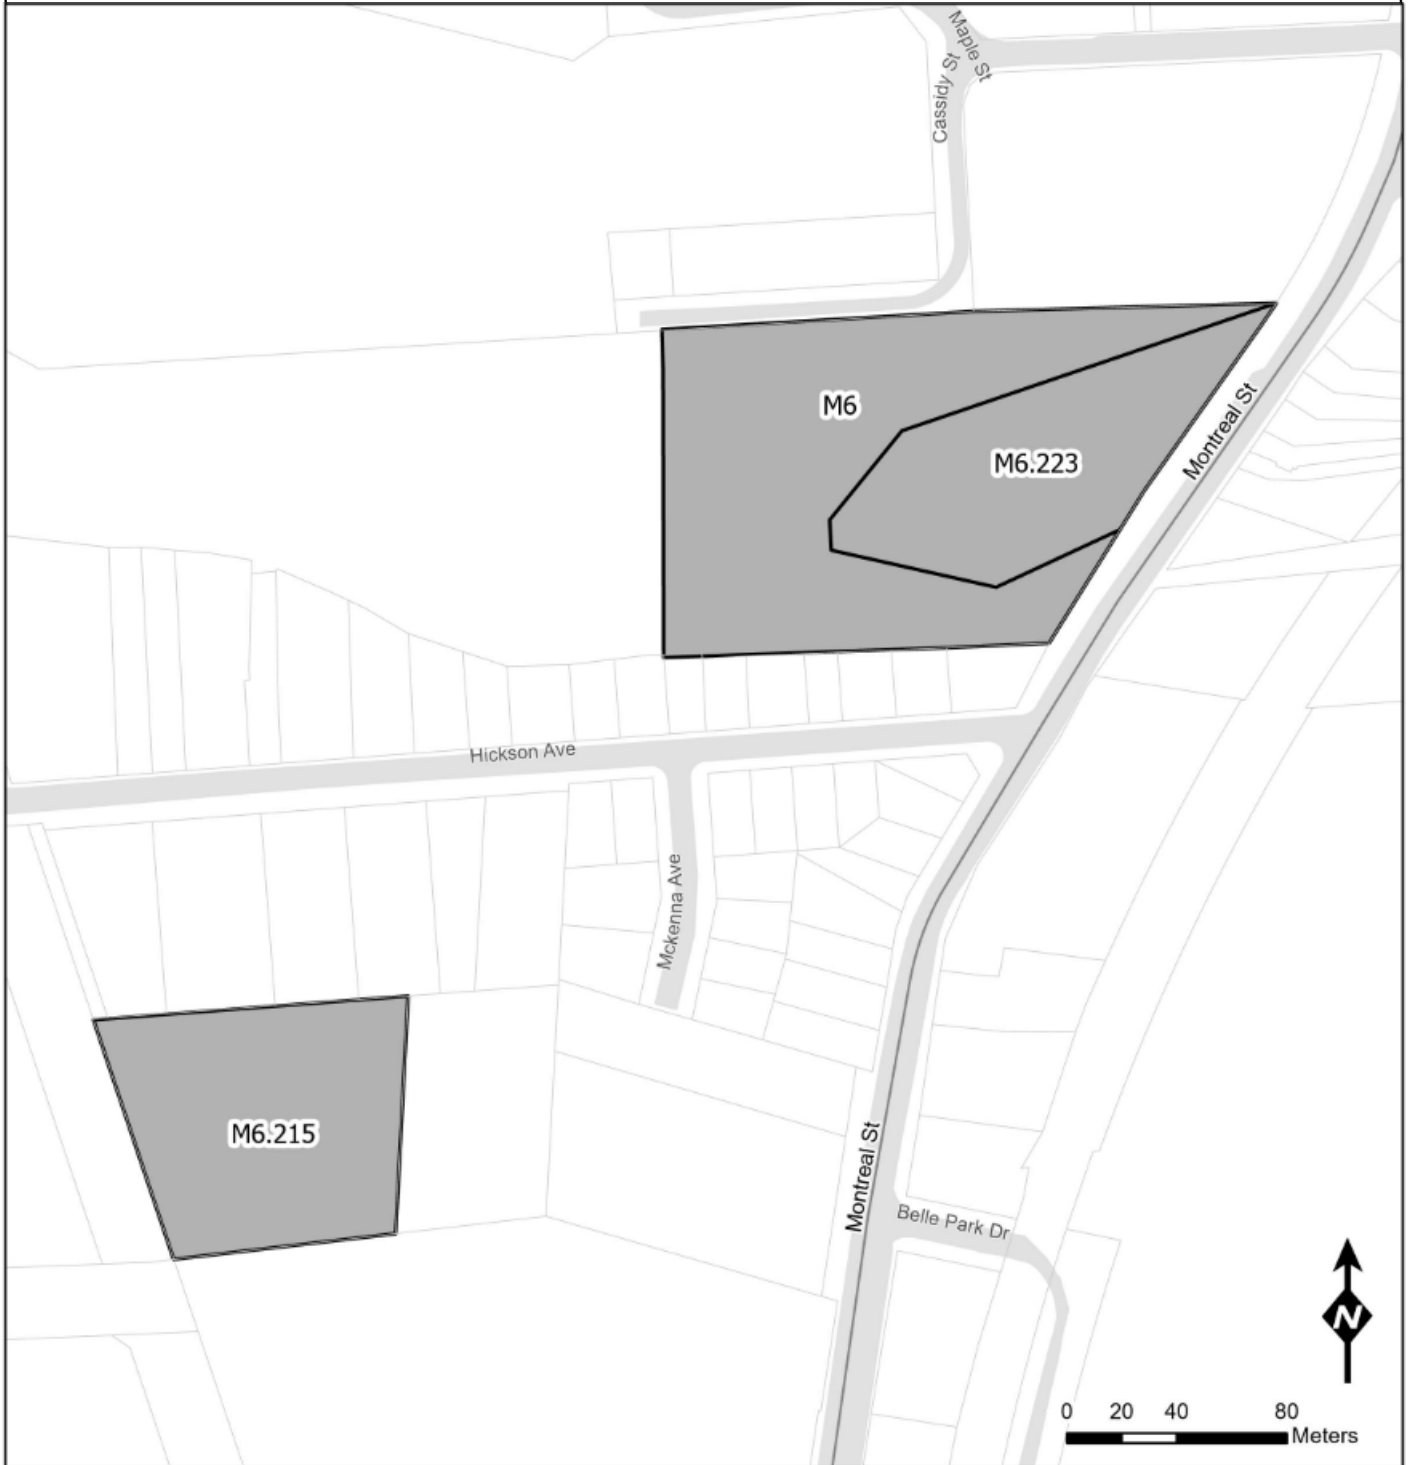 Maple St
Cassidy St
M6
M6.223
Montreal St
Hickson Ave
Mckenna Ave
M6.215
Montreal St
Belle Park Dr
N
0 20 40 80
Meters